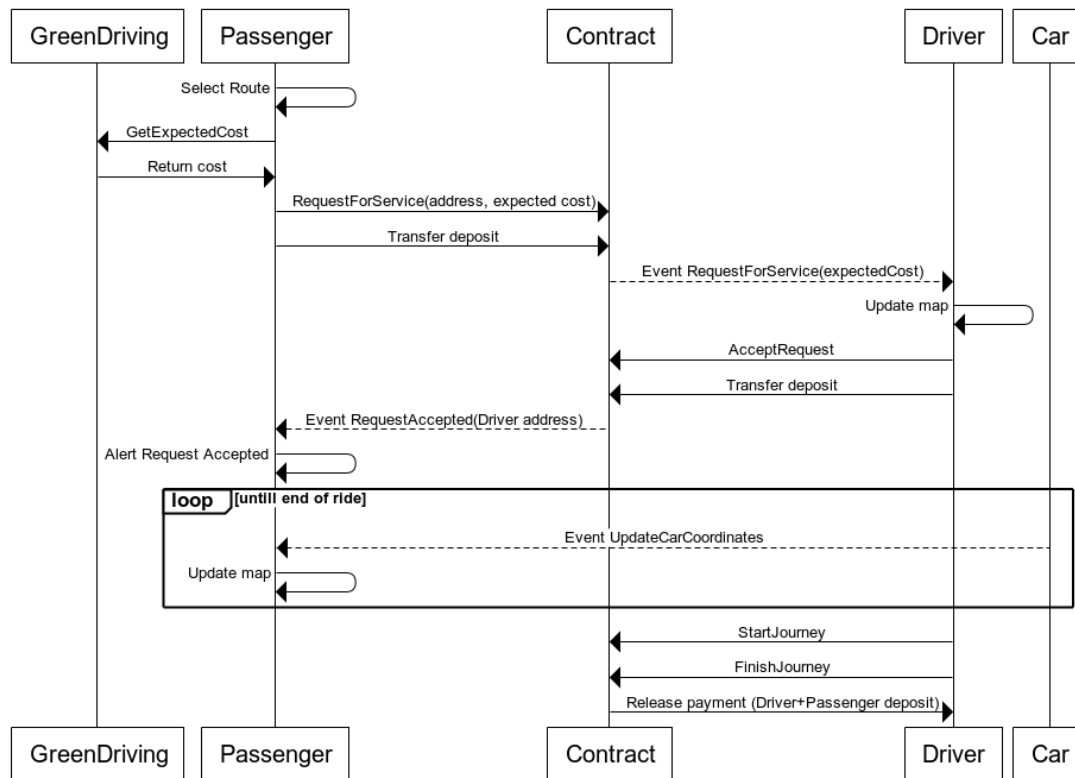 GreenDriving Passenger Contract Driver Car
Select Route
GetExpectedCost
Return cost
RequestForService(address, expected cost)
Transfer deposit
Event RequestForService(expectedCost)
Update map
AcceptRequest
Transfer deposit
Event RequestAccepted(Driver address)
Alert Request Accepted
loop [untill end of ride]
Event UpdateCarCoordinates
Update map
StartJourney
FinishJourney
Release payment (Driver+Passenger deposit)
GreenDriving Passenger Contract Driver Car